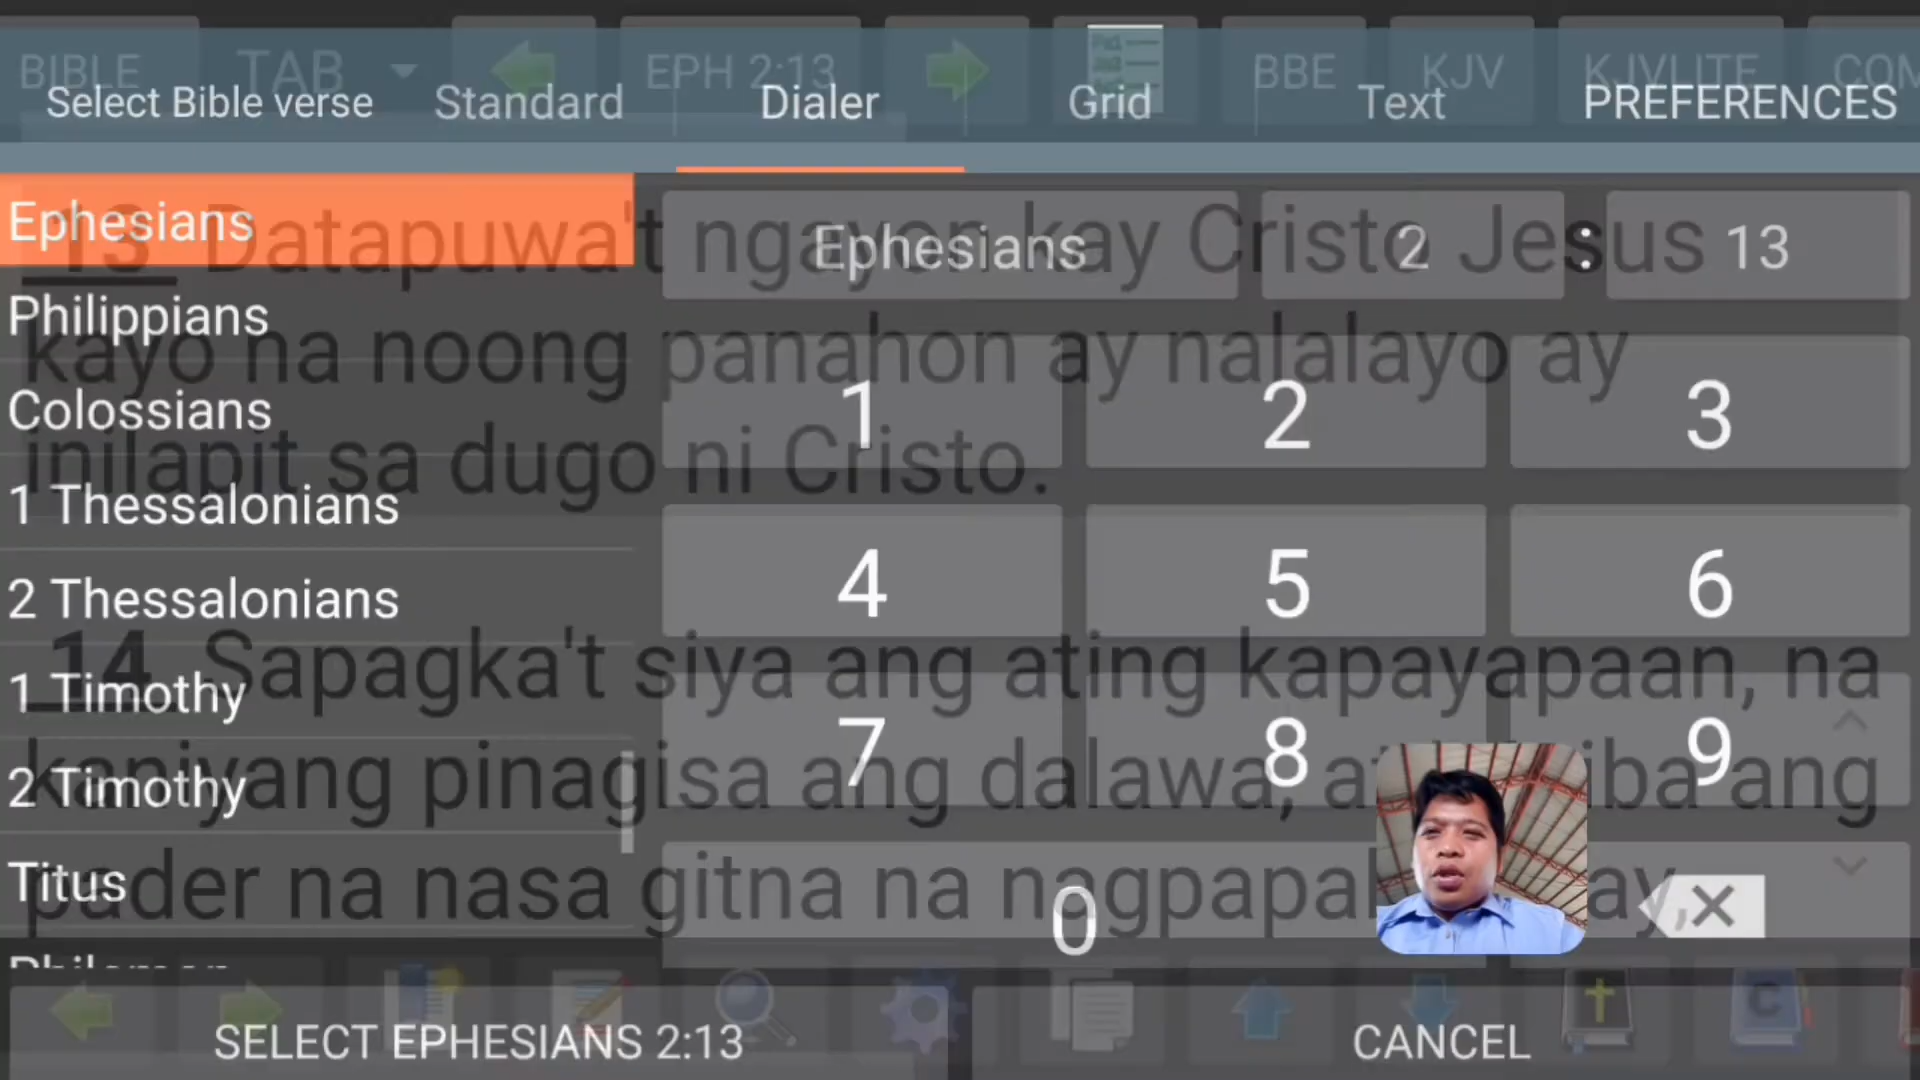 BIBLE TAB EPH 2:13 BBE KJV KJVLITE
Select Bible verse Standard Dialer Grid Text PREFERENCES
Ephesians
Philippians
Colossians
1 Thessalonians
2 Thessalonians
1 Timothy
2 Timothy
Titus
Philemon
Ephesians 2 : 13
1 2 3
4 5 6
7 8 9
0
13 Datapuwa't ngayon kay Cristo Jesus
kayo na noong panahon ay nalalayo ay
inilapit sa dugo ni Cristo.
14 Sapagka't siya ang ating kapayapaan, na
kaniyang pinagisa ang dalawa, ang
pader na nasa gitna na
SELECT EPHESIANS 2:13 CANCEL